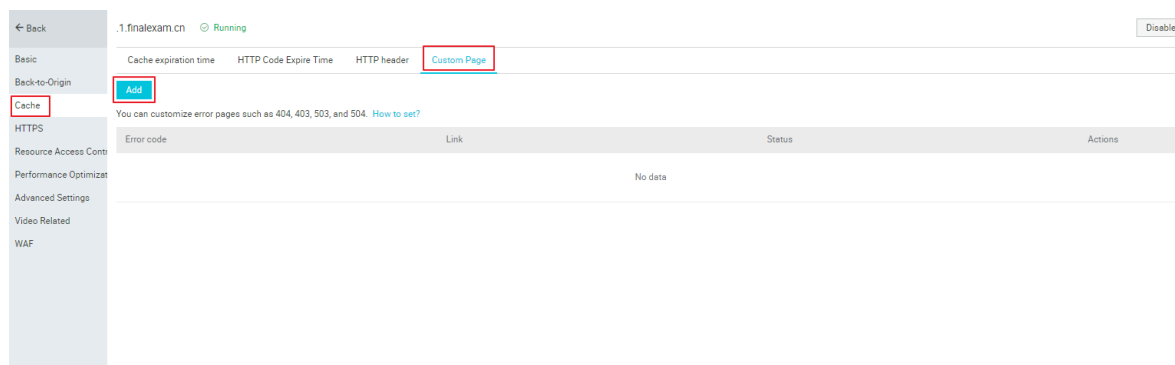 ← Back
.1.finalexam.cn Running
Disable
Basic
Back-to-Origin
Cache
HTTPS
Resource Access Contr
Performance Optimizat
Advanced Settings
Video Related
WAF
Cache expiration time HTTP Code Expire Time HTTP header Custom Page
Add
You can customize error pages such as 404, 403, 503, and 504. How to set?
Error code Link Status Actions
No data